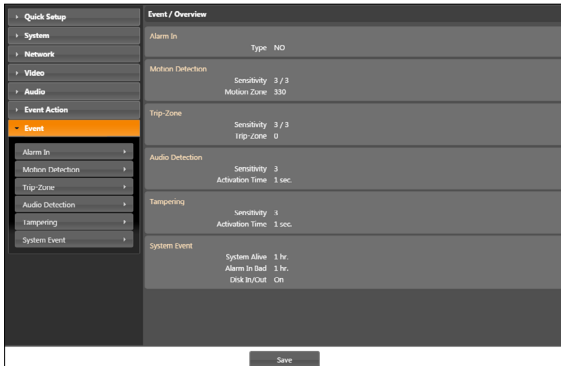 Quick Setup
System
Network
Video
Audio
Event Action
Event
Alarm In
Motion Detection
Trip-Zone
Audio Detection
Tampering
System Event
Event / Overview
Alarm In
Type NO
Motion Detection
Sensitivity 3 / 3
Motion Zone 330
Trip-Zone
Sensitivity 3 / 3
Trip-Zone 0
Audio Detection
Sensitivity 3
Activation Time 1 sec.
Tampering
Sensitivity 3
Activation Time 1 sec.
System Event
System Alive 1 hr.
Alarm In Bad 1 hr.
Disk In/Out On
Save